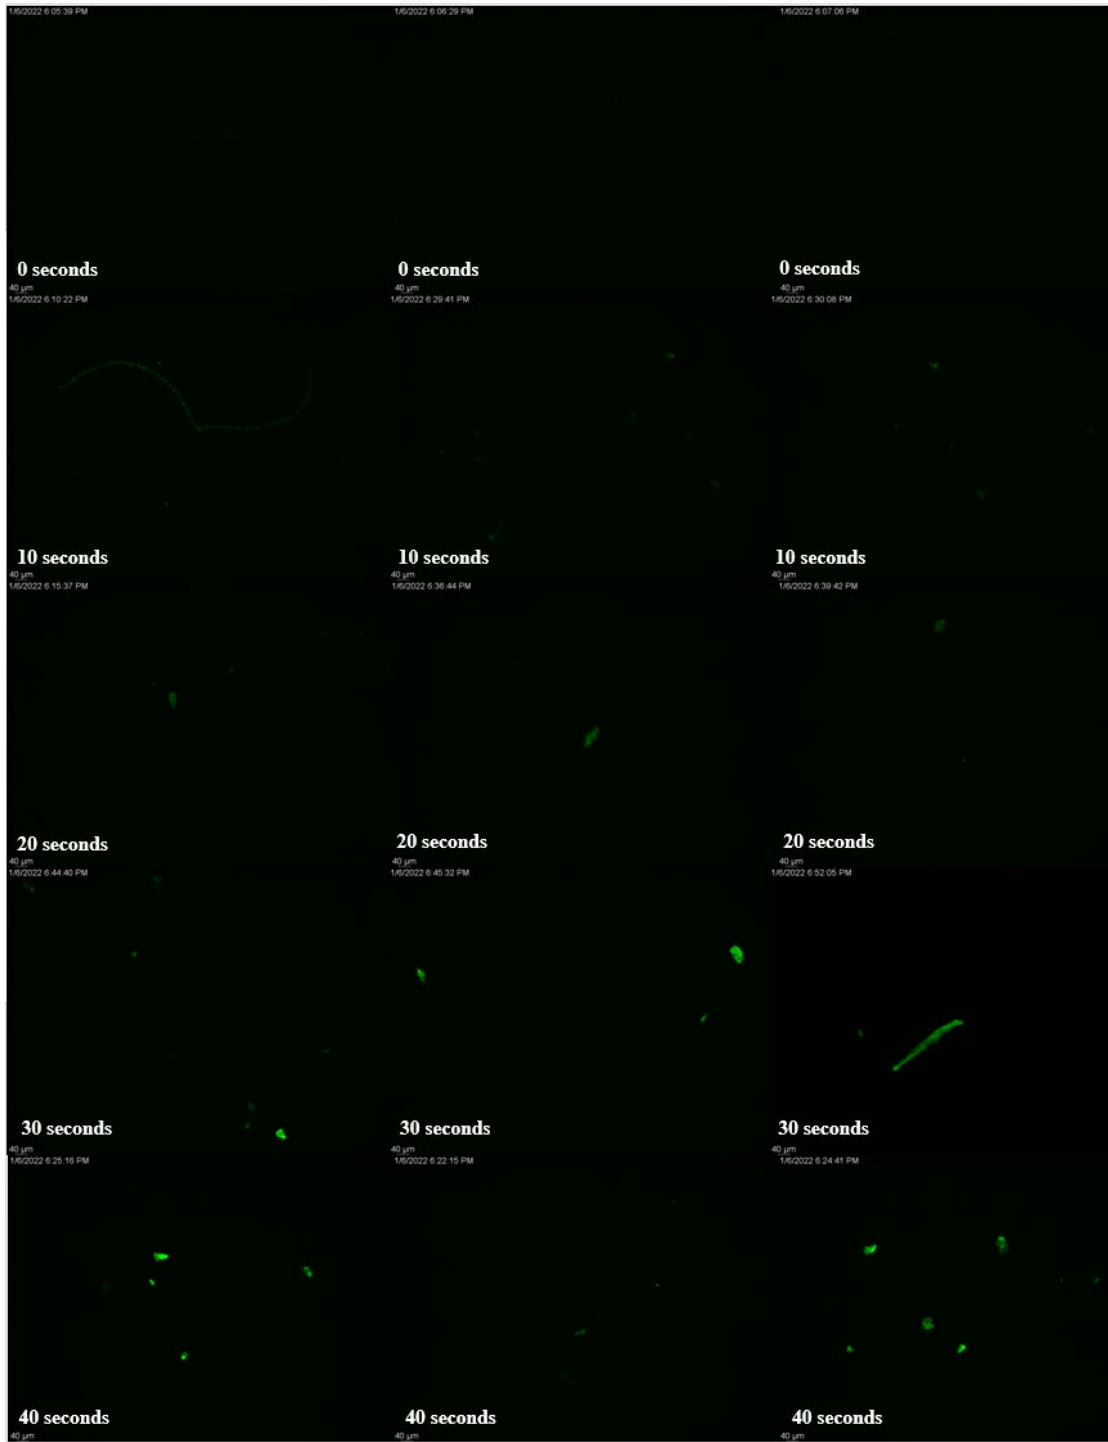 1/6/2022 6:05:39 PM
1/6/2022 6:06:29 PM
1/6/2022 6:07:06 PM
0 seconds
0 seconds
0 seconds
40 µm
40 µm
40 µm
1/6/2022 6:10:22 PM
1/6/2022 6:29:41 PM
1/6/2022 6:30:08 PM
10 seconds
10 seconds
10 seconds
40 µm
40 µm
40 µm
1/6/2022 6:15:37 PM
1/6/2022 6:36:44 PM
1/6/2022 6:39:42 PM
20 seconds
20 seconds
20 seconds
40 µm
40 µm
40 µm
1/6/2022 6:44:40 PM
1/6/2022 6:45:32 PM
1/6/2022 6:52:05 PM
30 seconds
30 seconds
30 seconds
40 µm
40 µm
40 µm
1/6/2022 6:25:16 PM
1/6/2022 6:22:15 PM
1/6/2022 6:24:41 PM
40 seconds
40 seconds
40 seconds
40 µm
40 µm
40 µm